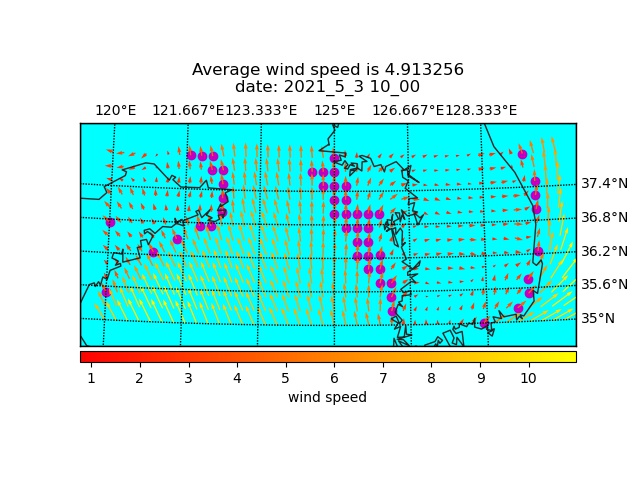 Average wind speed is 4.913256
date: 2021_5_3 10_00
120°E 121.667°E 123.333°E 125°E 126.667°E 128.333°E
37.4°N
36.8°N
36.2°N
35.6°N
35°N
1 2 3 4 5 6 7 8 9 10
wind speed